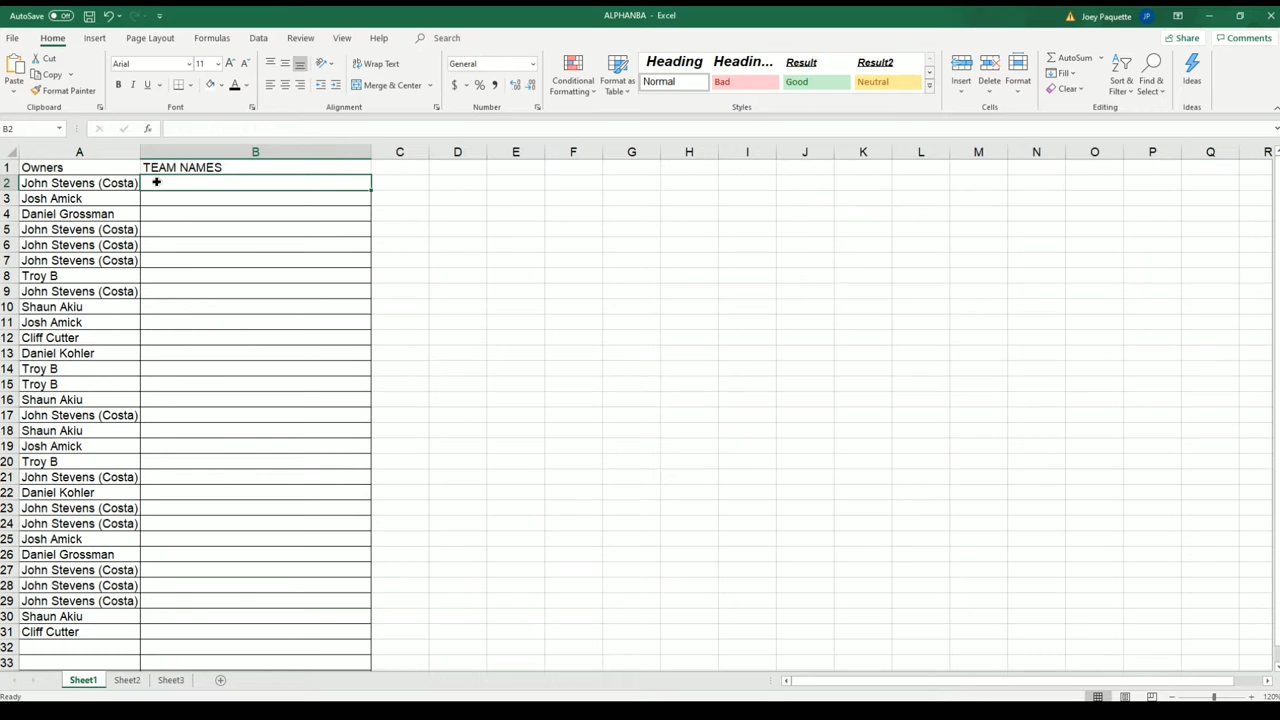 AutoSave Off ALPHANBA - Excel Joey Paquette JP
File Home Insert Page Layout Formulas Data Review View Help Search Share Comments
Paste Cut Copy Format Painter Clipboard
Arial 11 A A B I U A Font
Wrap Text Merge & Center Alignment
General $ % Number
Conditional Formatting Format as Table
Heading Headin... Result Result2
Normal Bad Good Neutral
Styles
Insert Delete Format Cells
AutoSum Fill Clear Sort & Filter Find & Select Editing
Ideas Ideas
B2 fx
A B C D E F G H I J K L M N O P Q R
1 Owners TEAM NAMES
2 John Stevens (Costa)
3 Josh Amick
4 Daniel Grossman
5 John Stevens (Costa)
6 John Stevens (Costa)
7 John Stevens (Costa)
8 Troy B
9 John Stevens (Costa)
10 Shaun Akiu
11 Josh Amick
12 Cliff Cutter
13 Daniel Kohler
14 Troy B
15 Troy B
16 Shaun Akiu
17 John Stevens (Costa)
18 Shaun Akiu
19 Josh Amick
20 Troy B
21 John Stevens (Costa)
22 Daniel Kohler
23 John Stevens (Costa)
24 John Stevens (Costa)
25 Josh Amick
26 Daniel Grossman
27 John Stevens (Costa)
28 John Stevens (Costa)
29 John Stevens (Costa)
30 Shaun Akiu
31 Cliff Cutter
32
33
Sheet1 Sheet2 Sheet3
Ready 120%